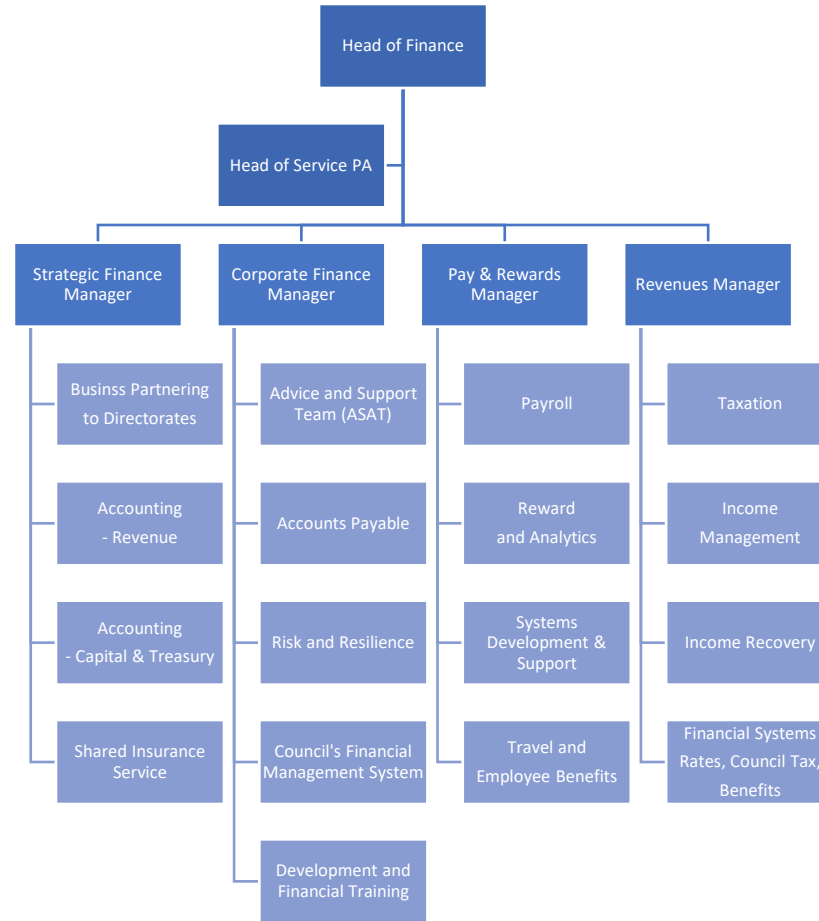 Head of Finance
Head of Service PA
Strategic Finance
Manager
Corporate Finance
Manager
Pay & Rewards
Manager
Revenues Manager
Businss Partnering
to Directorates
Advice and Support
Team (ASAT)
Payroll
Taxation
Accounting
- Revenue
Accounts Payable
Reward
and Analytics
Income
Management
Accounting
- Capital & Treasury
Risk and Resilience
Systems
Development &
Support
Income Recovery
Shared Insurance
Service
Council's Financial
Management System
Travel and
Employee Benefits
Financial Systems
Rates, Council Tax,
Benefits
Development and
Financial Training